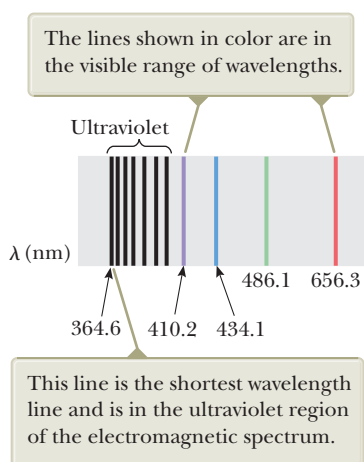 The lines shown in color are in
the visible range of wavelengths.
Ultraviolet
λ (nm)
486.1 656.3
364.6 410.2 434.1
This line is the shortest wavelength
line and is in the ultraviolet region
of the electromagnetic spectrum.